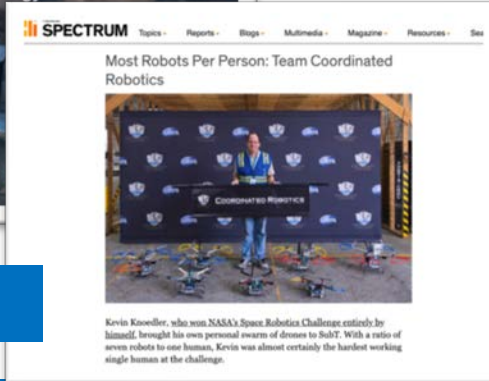 SPECTRUM Topics Reports Blogs Multimedia Magazine Resources
Most Robots Per Person: Team Coordinated
Robotics
COORDINATED ROBOTICS
Kevin Knoedler, who won NASA's Space Robotics Challenge entirely by
himself, brought his own personal swarm of drones to SubT. With a ratio of
seven robots to one human, Kevin was almost certainly the hardest working
single human at the challenge.